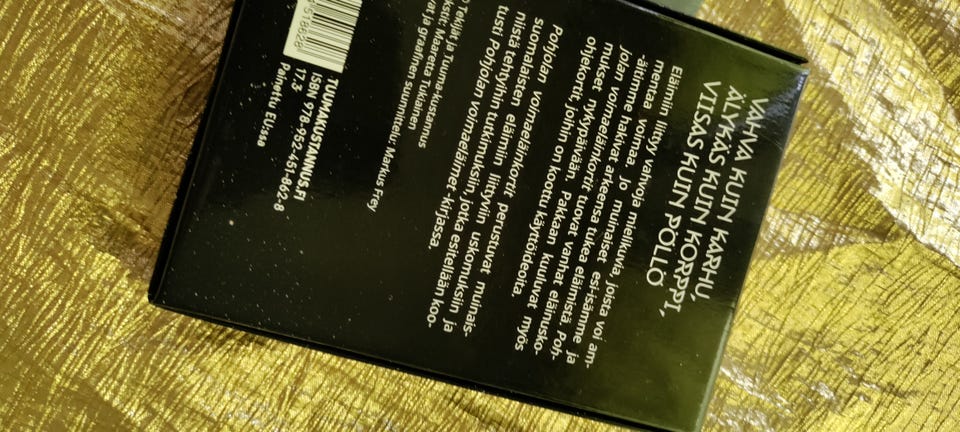 VAHVA KUIN KARHU,
ÄLYKÄS KUIN KORPPI,
VIISAS KUIN PÖLLÖ
Eläimiin liittyy vahvoja mielikuvia, joista voi am-
mentaa voimaa. Jo muinaiset esi-isämme ja
-äitimme hakivat arkeensa tukea eläimistä. Poh-
jolan voimaeläinkortit tuovat vanhat eläinusko-
mukset nykypäivään. Pakkaan kuuluvat myös
ohjekortit, joihin on koottu käyttöideoita.
Pohjolan voimaeläinkortit perustuvat muinais-
suomalaisten eläimiin liittyviin uskomuksiin ja
niistä tehtyihin tutkimuksiin, joita esitellään koo-
tusti Pohjolan voimaeläimet -kirjassa.
Tekijät ja Tuuma-kustannus
Maaretta Tukiainen
ja graafinen suunnittelu: Markus Frey
TUUMAKUSTANNUS.FI
ISBN 978-952-461-862-8
17.3
Painettu EU:ssa